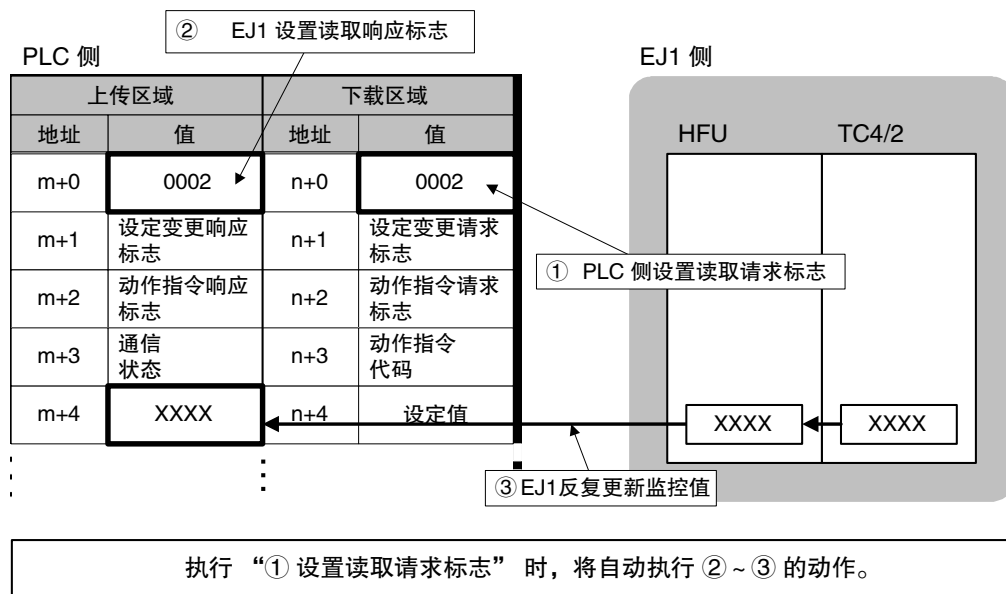 ② EJ1 设置读取响应标志
PLC 侧
EJ1 侧
上传区域 下载区域
地址 值 地址 值
HFU TC4/2
m+0 0002 n+0 0002
m+1 设定变更响应 n+1 设定变更请求
标志 标志
① PLC 侧设置读取请求标志
m+2 动作指令响应 n+2 动作指令请求
标志 标志
m+3 通信 n+3 动作指令
状态 代码
m+4 XXXX n+4 设定值 XXXX XXXX
③EJ1反复更新监控值
执行 “① 设置读取请求标志” 时，将自动执行 ② ~ ③ 的动作。